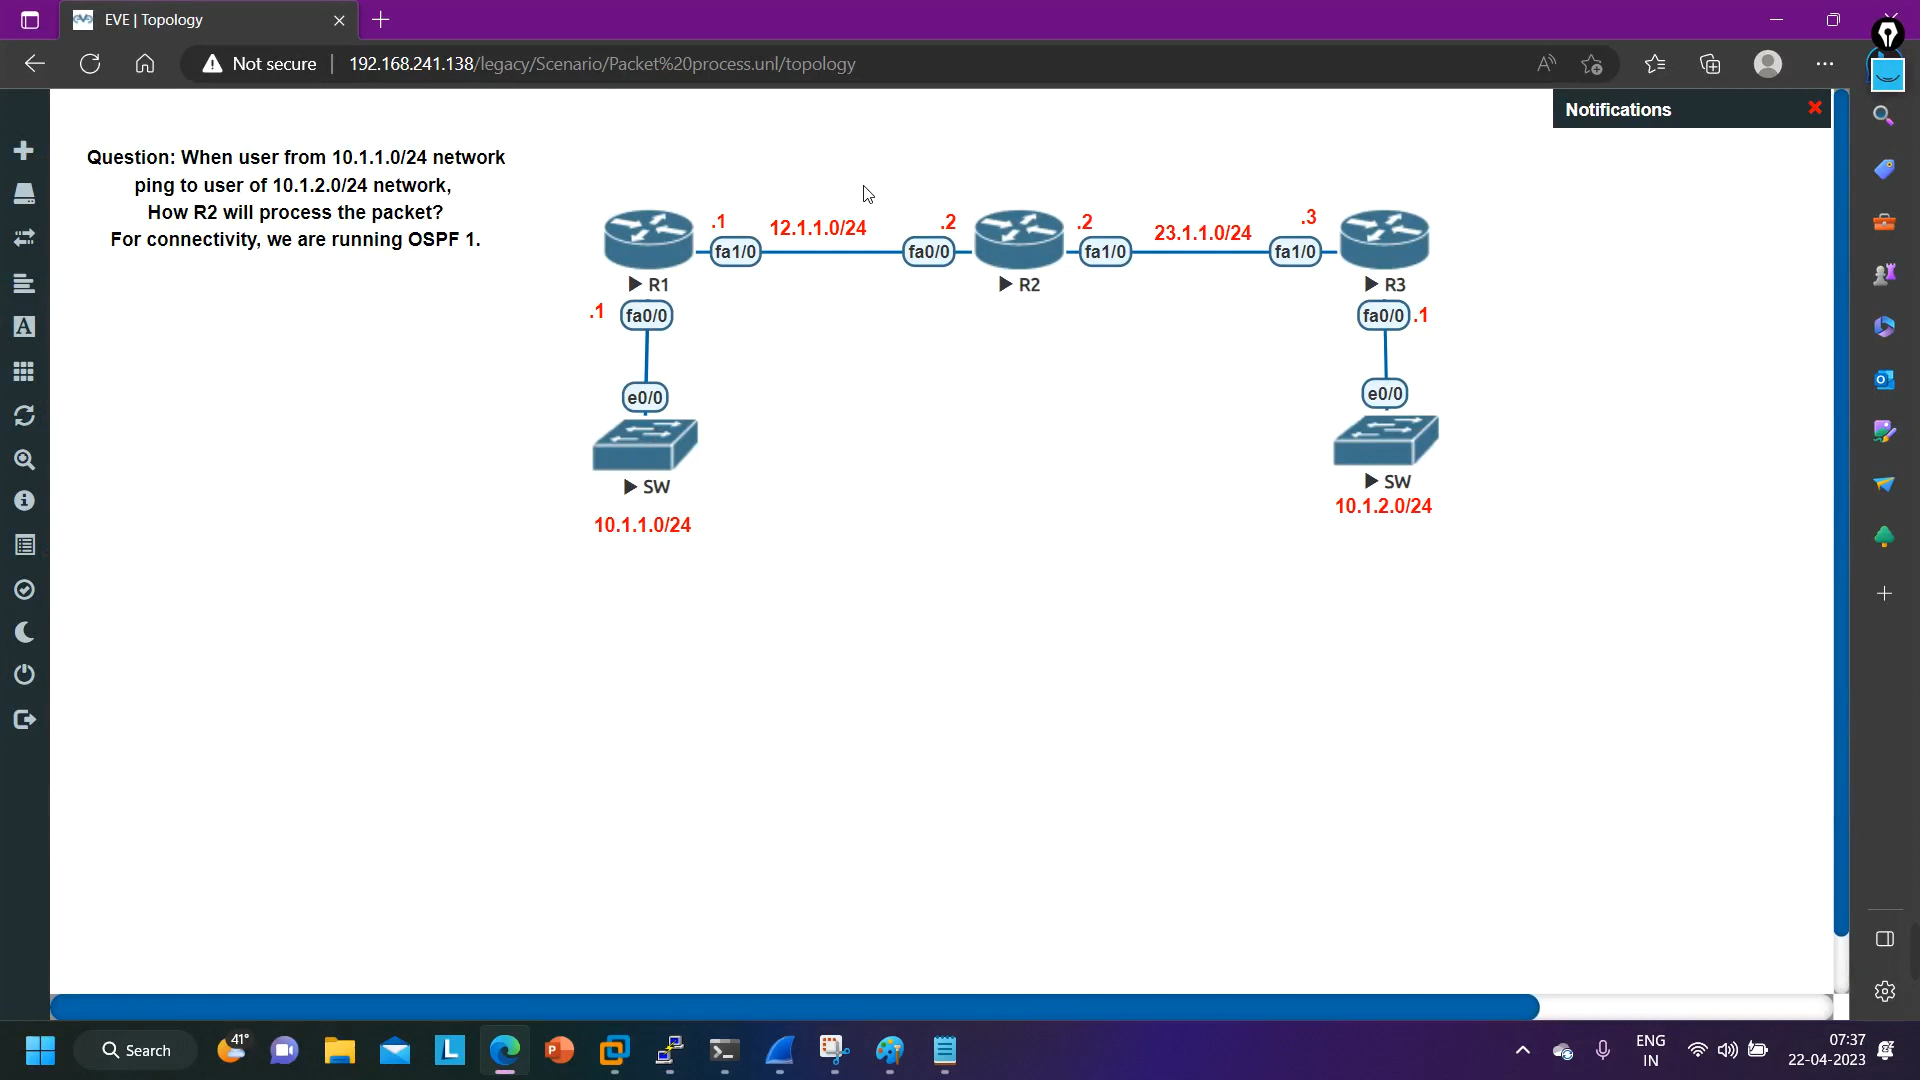 EVE | Topology
Not secure
192.168.241.138/legacy/Scenario/Packet%20process.unl/topology
Notifications
Question: When user from 10.1.1.0/24 network
ping to user of 10.1.2.0/24 network,
How R2 will process the packet?
For connectivity, we are running OSPF 1.
.1
12.1.1.0/24
.2
.2
23.1.1.0/24
.3
fa1/0
fa0/0
fa1/0
fa1/0
R1
R2
R3
.1
fa0/0
fa0/0
.1
e0/0
e0/0
SW
SW
10.1.1.0/24
10.1.2.0/24
41°
Search
ENG
IN
07:37
22-04-2023